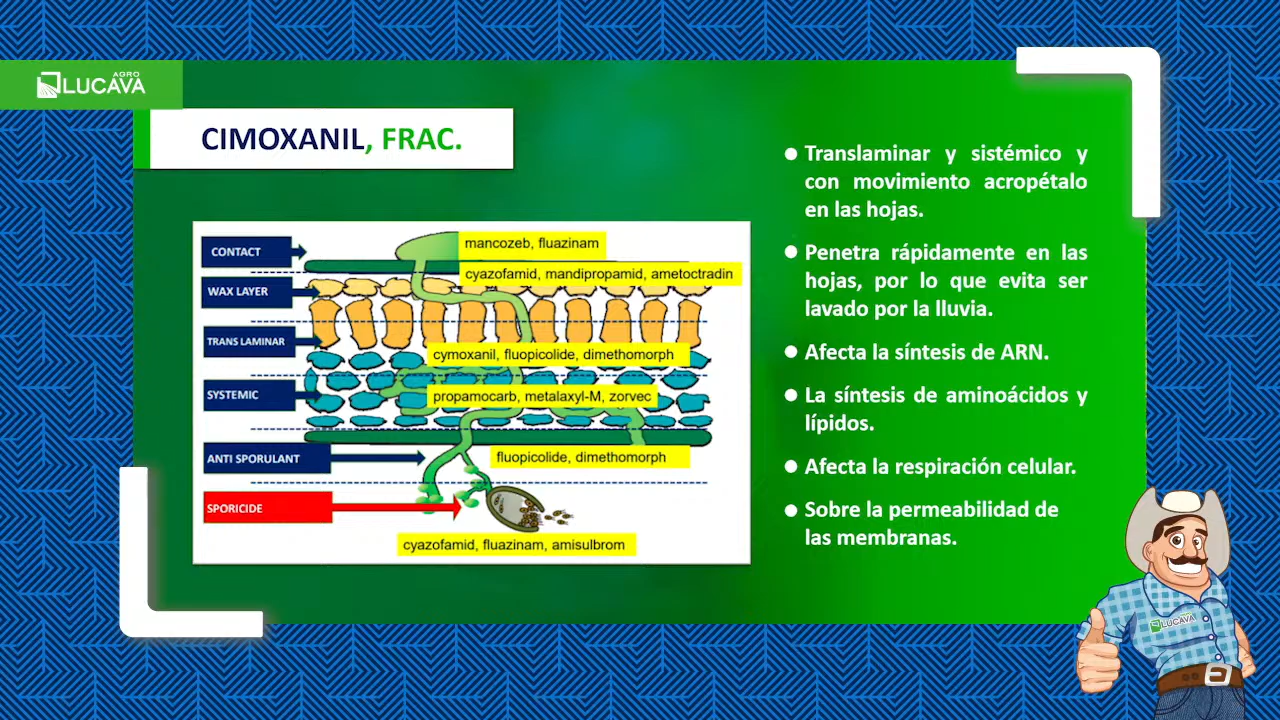 AGRO
LUCAVA
CIMOXANIL, FRAC.
CONTACT
WAX LAYER
TRANS LAMINAR
SYSTEMIC
ANTI SPORULANT
SPORICIDE
mancozeb, fluazinam
cyazofamid, mandipropamid, ametoctradin
cymoxanil, fluopicolide, dimethomorph
propamocarb, metalaxyl-M, zorvec
fluopicolide, dimethomorph
cyazofamid, fluazinam, amisulbrom
Translaminar y sistémico y
con movimiento acropétalo
en las hojas.
Penetra rápidamente en las
hojas, por lo que evita ser
lavado por la lluvia.
Afecta la síntesis de ARN.
La síntesis de aminoácidos y
lípidos.
Afecta la respiración celular.
Sobre la permeabilidad de
las membranas.
LUCAVA